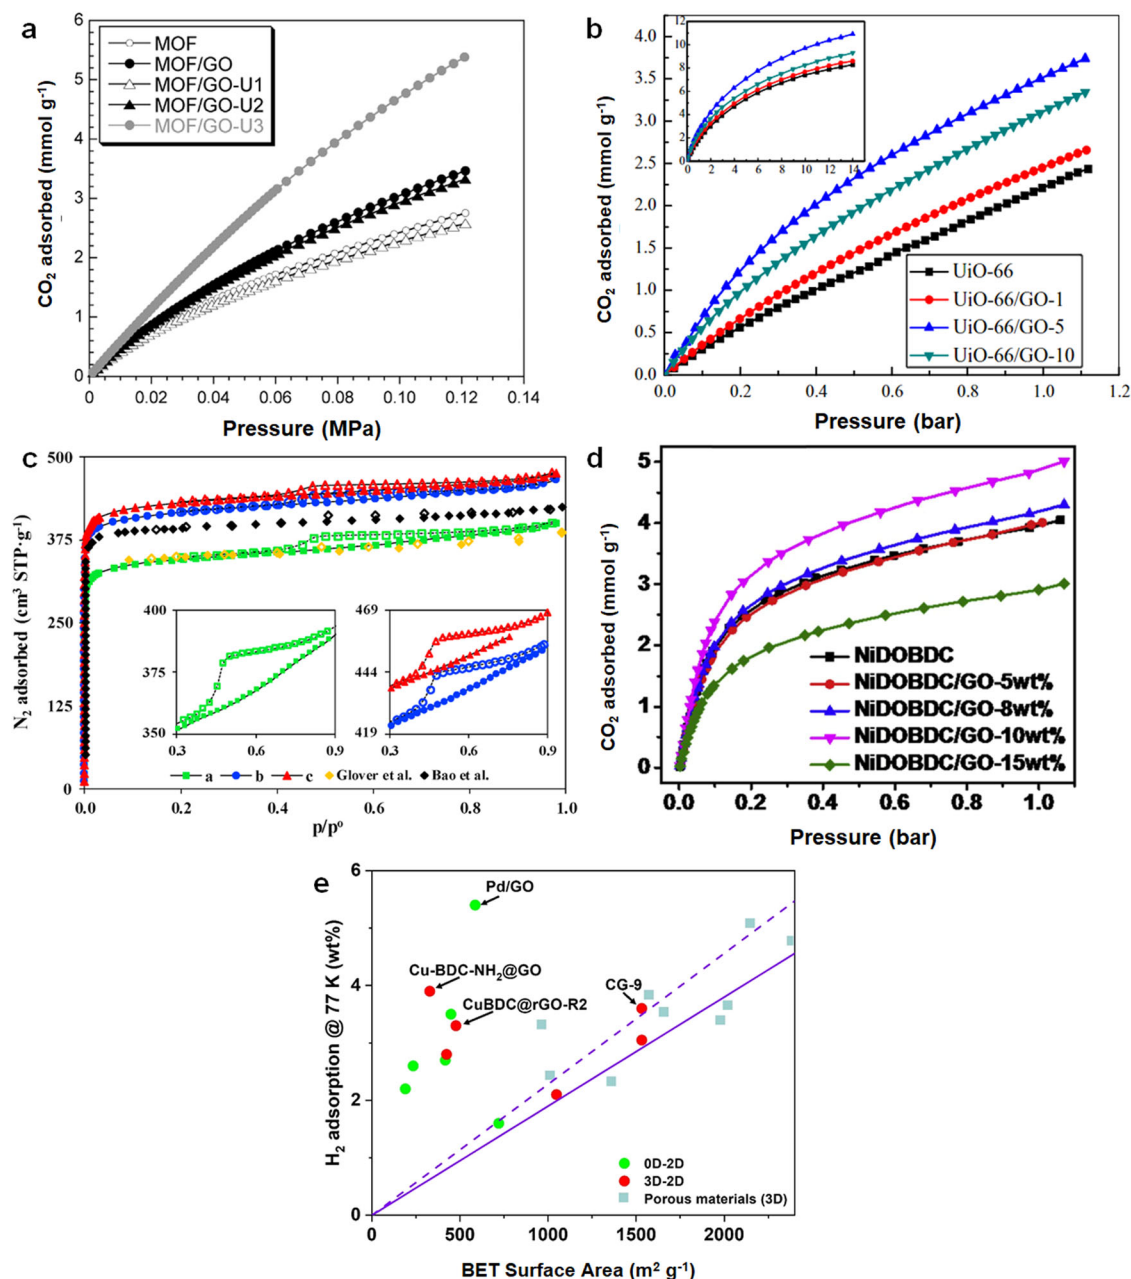 a
MOF
MOF/GO
MOF/GO-U1
MOF/GO-U2
MOF/GO-U3
CO2 adsorbed (mmol g-1)
6
5
4
3
2
1
0
0 0.02 0.04 0.06 0.08 0.10 0.12 0.14
Pressure (MPa)
b
12
10
8
6
4
2
0
0 2 4 6 8 10 12 14
UiO-66
UiO-66/GO-1
UiO-66/GO-5
UiO-66/GO-10
CO2 adsorbed (mmol g-1)
4.0
3.5
3.0
2.5
2.0
1.5
1.0
0.5
0.0
0.0 0.2 0.4 0.6 0.8 1.0 1.2
Pressure (bar)
c
N2 adsorbed (cm3 STP·g-1)
500
375
250
125
0
400
375
350
0.3 0.6 0.9
469
444
419
0.3 0.6 0.9
a b c Glover et al. Bao et al.
0.0 0.2 0.4 0.6 0.8 1.0
p/po
d
CO2 adsorbed (mmol g-1)
5
4
3
2
1
0
NiDOBDC
NiDOBDC/GO-5wt%
NiDOBDC/GO-8wt%
NiDOBDC/GO-10wt%
NiDOBDC/GO-15wt%
0.0 0.2 0.4 0.6 0.8 1.0
Pressure (bar)
e
H2 adsorption @ 77 K (wt%)
6
4
2
0
Pd/GO
Cu-BDC-NH2@GO
CuBDC@rGO-R2
CG-9
0D-2D
3D-2D
Porous materials (3D)
0 500 1000 1500 2000
BET Surface Area (m2 g-1)